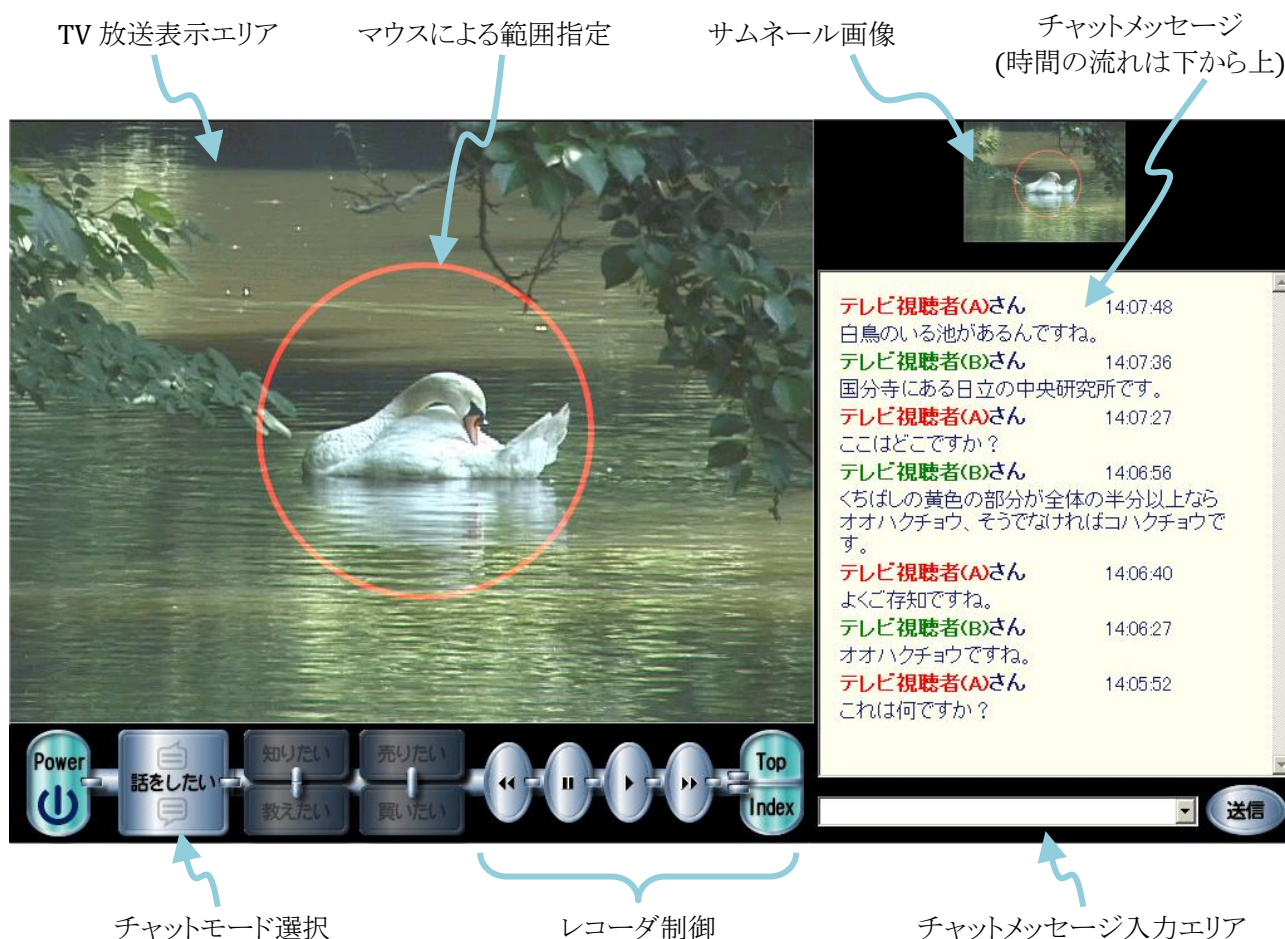 TV 放送表示エリア
マウスによる範囲指定
サムネール画像
チャットメッセージ
(時間の流れは下から上)
テレビ視聴者(A)さん 14:07:48
白鳥のいる池があるんですね。
テレビ視聴者(B)さん 14:07:36
国分寺にある日立の中央研究所です。
テレビ視聴者(A)さん 14:07:27
ここはどこですか？
テレビ視聴者(B)さん 14:06:56
くちばしの黄色の部分が全体の半分以上なら
オオハクチョウ、そうでなければコハクチョウで
す。
テレビ視聴者(A)さん 14:06:40
よくご存知ですね。
テレビ視聴者(B)さん 14:06:27
オオハクチョウですね。
テレビ視聴者(A)さん 14:05:52
これは何ですか？
Power
話をしたい
知りたい
教えたい
売りたい
買いたい
Top
Index
送信
チャットモード選択
レコーダ制御
チャットメッセージ入力エリア